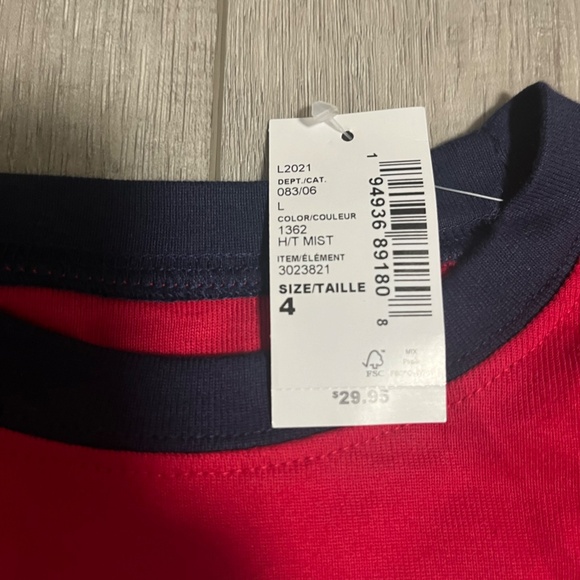 L2021
DEPT./CAT.
083/06
L
COLOR/COULEUR
1362
H/T MIST
ITEM/ÉLÉMENT
3023821
SIZE/TAILLE
4
1 94936 89180 8
FSC
MIX
$29.95